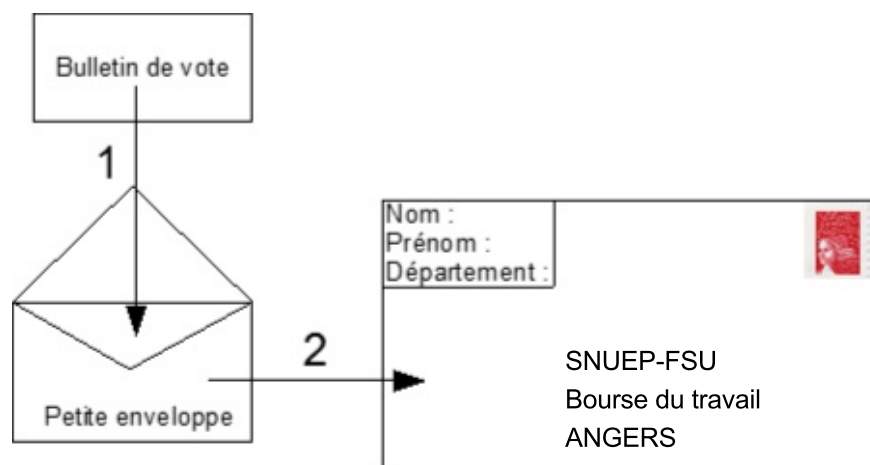 Bulletin de vote
1
Nom :
Prénom :
Département :
2
SNUEP-FSU
Bourse du travail
ANGERS
Petite enveloppe